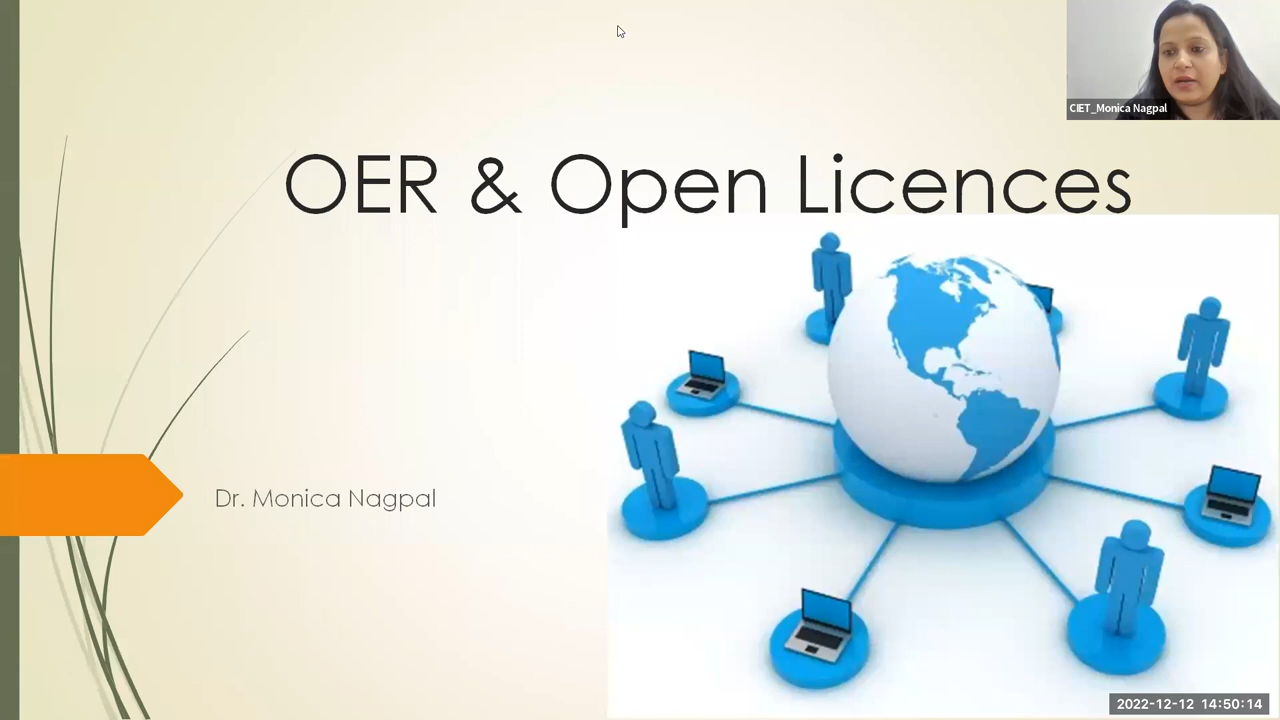 CIET_Monica Nagpal
OER & Open Licences
Dr. Monica Nagpal
2022-12-12 14:50:14